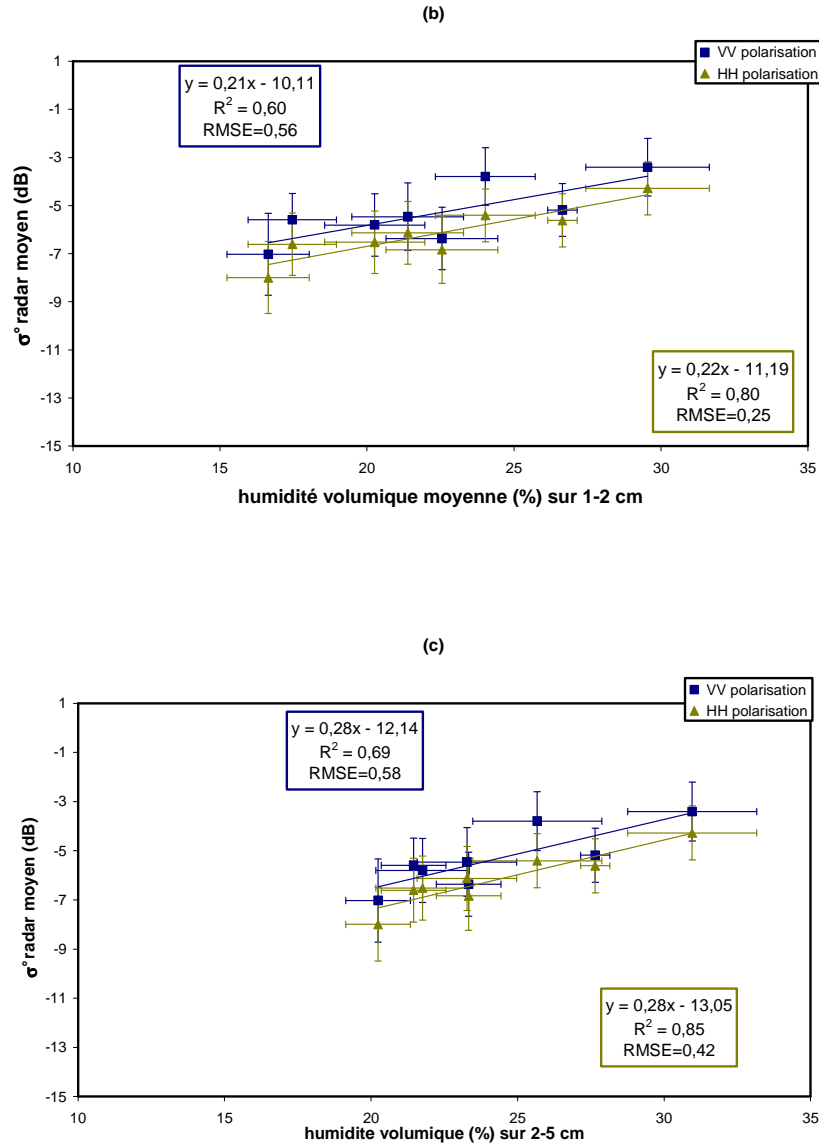 (b)
1
-1
-3
-5
-7
-9
-11
-13
-15
10
15
20
25
30
35
σ° radar moyen (dB)
humidité volumique moyenne (%) sur 1-2 cm
VV polarisation
HH polarisation
y = 0,21x - 10,11
R² = 0,60
RMSE=0,56
y = 0,22x - 11,19
R² = 0,80
RMSE=0,25
(c)
1
-1
-3
-5
-7
-9
-11
-13
-15
10
15
20
25
30
35
σ° radar moyen (dB)
humidite volumique (%) sur 2-5 cm
VV polarisation
HH polarisation
y = 0,28x - 12,14
R² = 0,69
RMSE=0,58
y = 0,28x - 13,05
R² = 0,85
RMSE=0,42